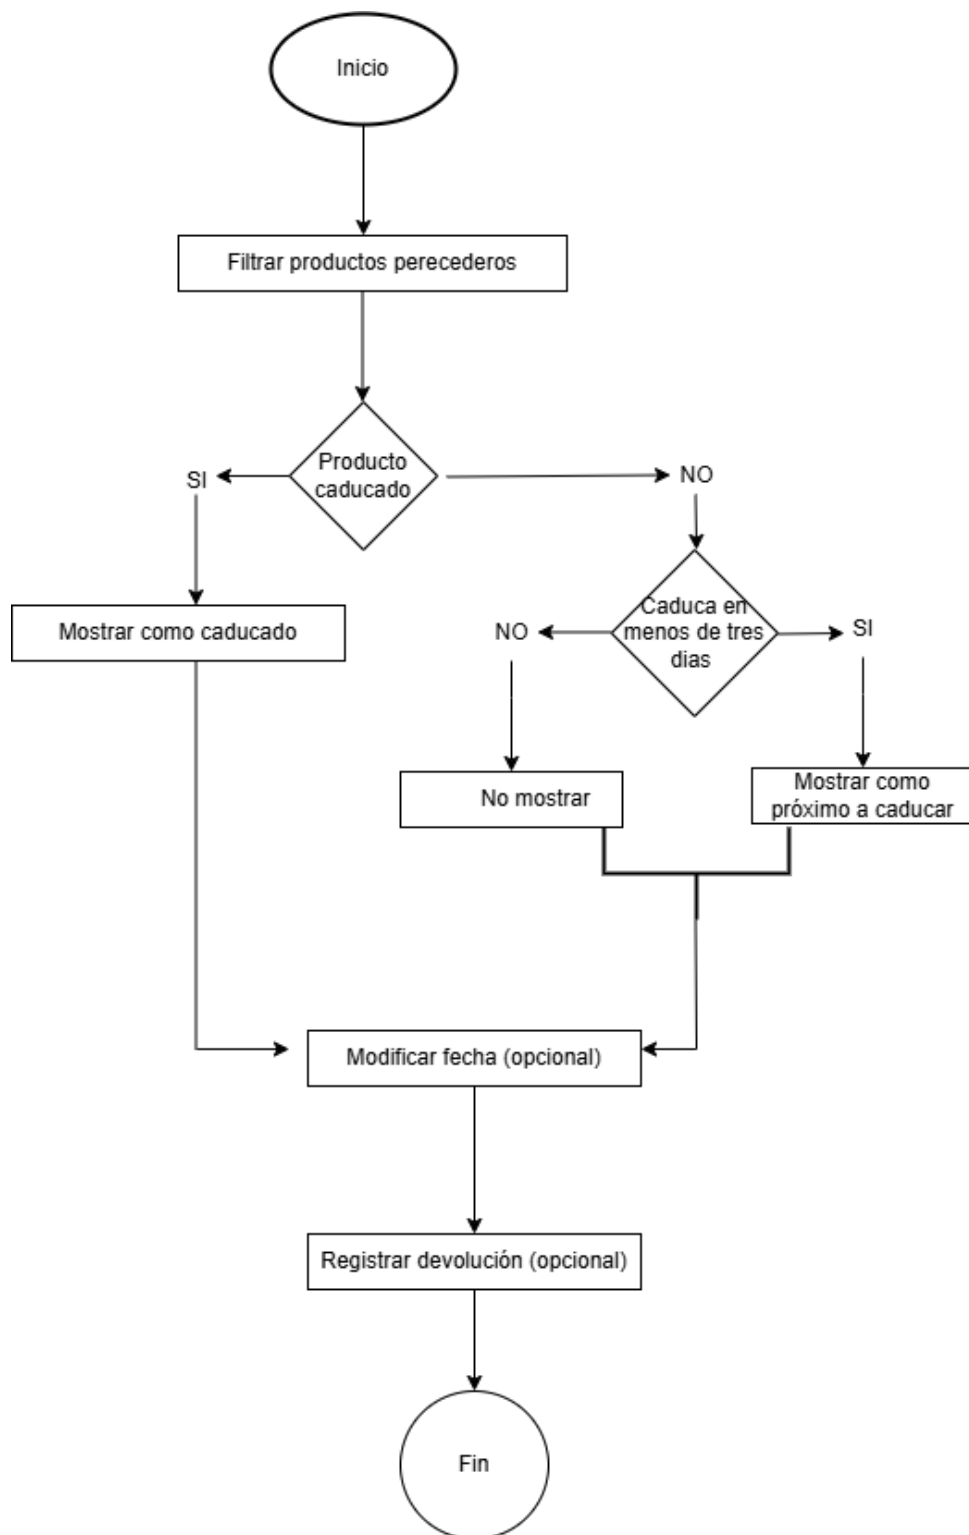 Inicio
Filtrar productos perecederos
Producto
caducado
SI
NO
Mostrar como caducado
Caduca en
menos de tres
dias
NO
SI
No mostrar
Mostrar como
próximo a caducar
Modificar fecha (opcional)
Registrar devolución (opcional)
Fin